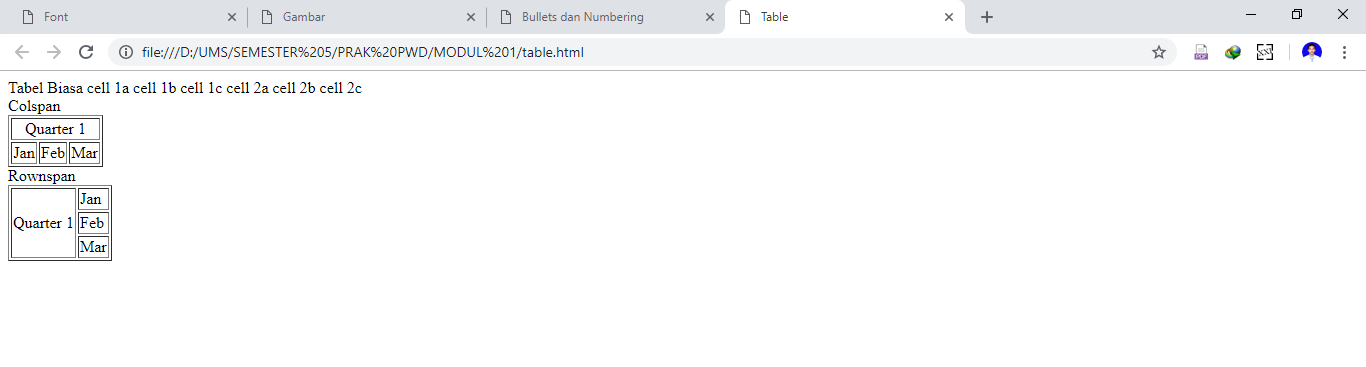 Font Gambar Bullets dan Numbering Table
file:///D:/UMS/SEMESTER%205/PRAK%20PWD/MODUL%201/table.html
Tabel Biasa cell 1a cell 1b cell 1c cell 2a cell 2b cell 2c
Colspan
Quarter 1
Jan Feb Mar
Rownspan
Jan
Quarter 1 Feb
Mar